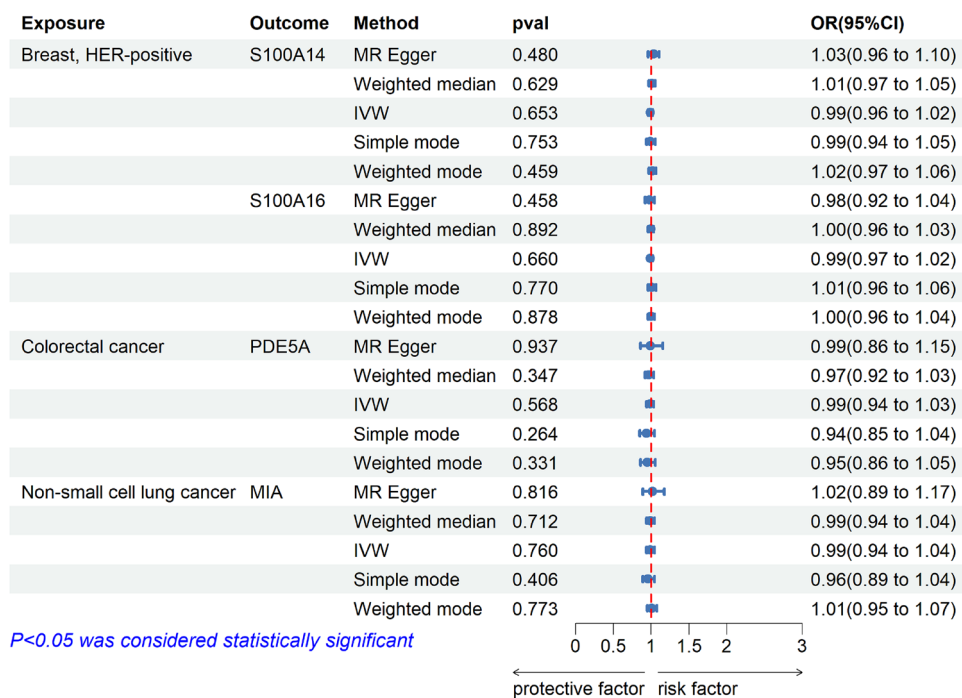 Exposure Outcome Method pval OR(95%CI)
Breast, HER-positive S100A14 MR Egger 0.480 1.03(0.96 to 1.10)
Weighted median 0.629 1.01(0.97 to 1.05)
IVW 0.653 0.99(0.96 to 1.02)
Simple mode 0.753 0.99(0.94 to 1.05)
Weighted mode 0.459 1.02(0.97 to 1.06)
S100A16 MR Egger 0.458 0.98(0.92 to 1.04)
Weighted median 0.892 1.00(0.96 to 1.03)
IVW 0.660 0.99(0.97 to 1.02)
Simple mode 0.770 1.01(0.96 to 1.06)
Weighted mode 0.878 1.00(0.96 to 1.04)
Colorectal cancer PDE5A MR Egger 0.937 0.99(0.86 to 1.15)
Weighted median 0.347 0.97(0.92 to 1.03)
IVW 0.568 0.99(0.94 to 1.03)
Simple mode 0.264 0.94(0.85 to 1.04)
Weighted mode 0.331 0.95(0.86 to 1.05)
Non-small cell lung cancer MIA MR Egger 0.816 1.02(0.89 to 1.17)
Weighted median 0.712 0.99(0.94 to 1.04)
IVW 0.760 0.99(0.94 to 1.04)
Simple mode 0.406 0.96(0.89 to 1.04)
Weighted mode 0.773 1.01(0.95 to 1.07)
P<0.05 was considered statistically significant
0 0.5 1 1.5 2 3
protective factor risk factor